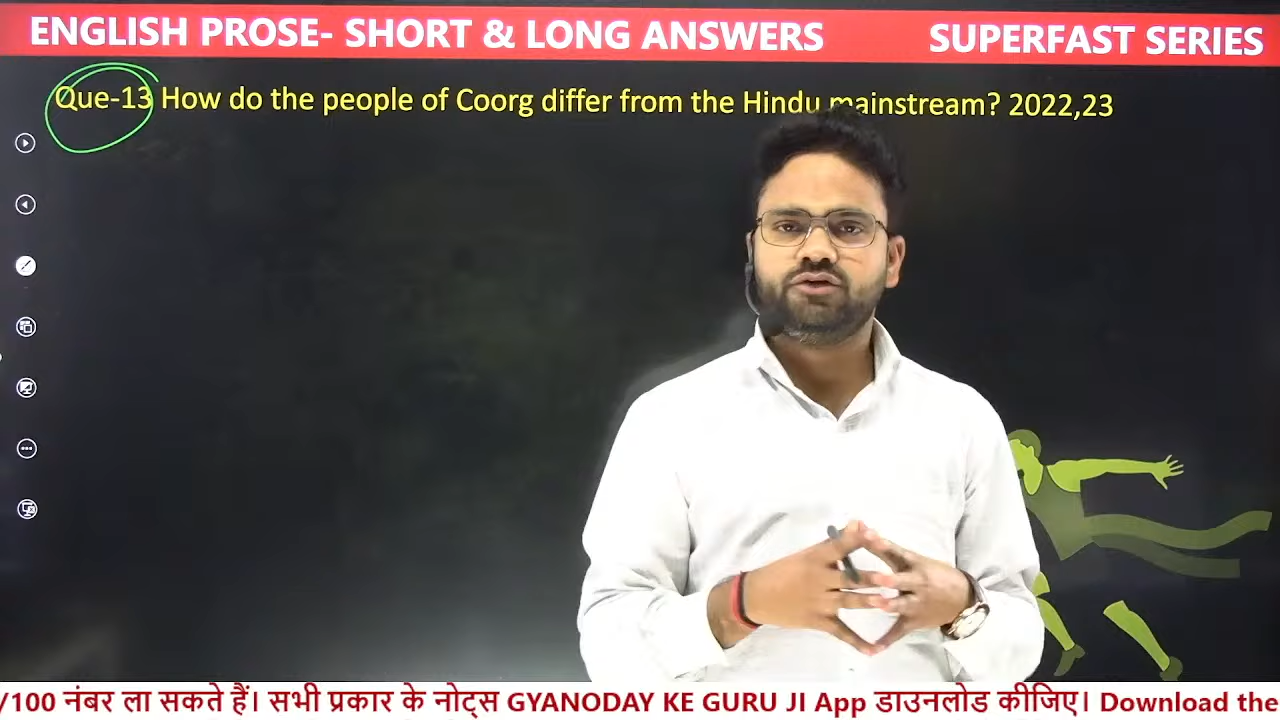 ENGLISH PROSE- SHORT & LONG ANSWERS SUPERFAST SERIES
Que-13 How do the people of Coorg differ from the Hindu mainstream? 2022,23
/100 नंबर ला सकते हैं। सभी प्रकार के नोट्स GYANODAY KE GURU JI App डाउनलोड कीजिए। Download the